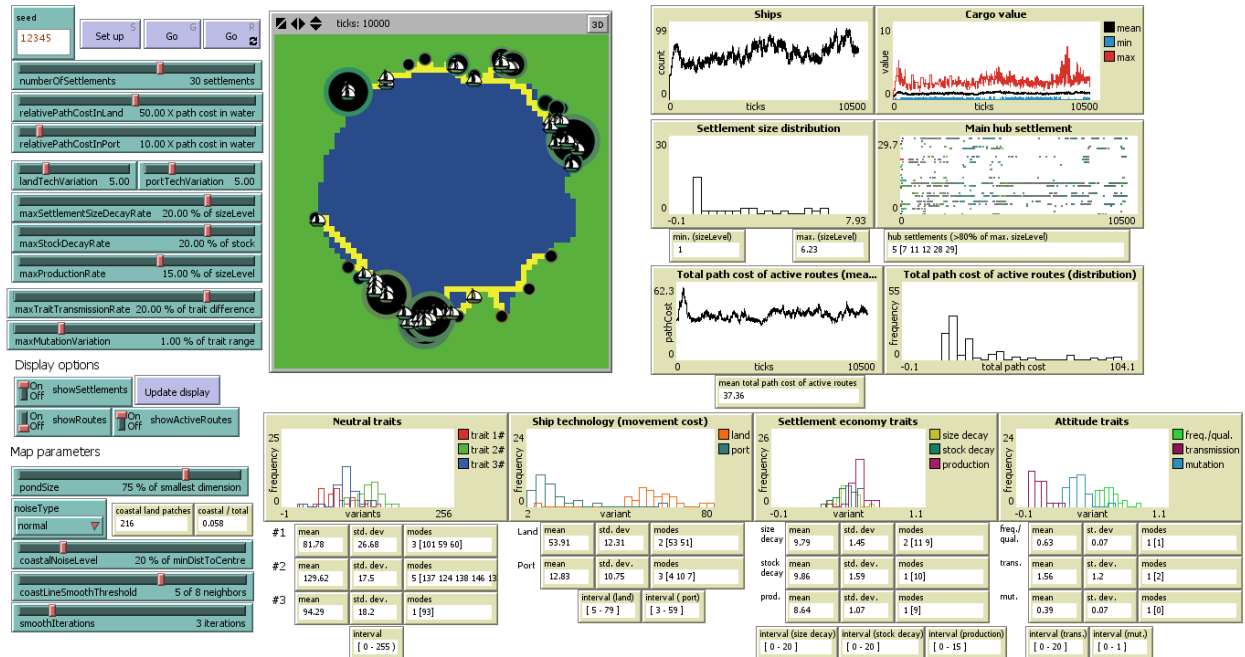 seed
12345
Set up
S
Go
G
Go
R
numberOfSettlements 30 settlements
relativePathCostInLand 50.00 X path cost in water
relativePathCostInPort 10.00 X path cost in water
landTechVariation 5.00
portTechVariation 5.00
maxSettlementSizeDecayRate 20.00 % of sizeLevel
maxStockDecayRate 20.00 % of stock
maxProductionRate 15.00 % of sizeLevel
maxTraitTransmissionRate 20.00 % of trait difference
maxMutationVariation 1.00 % of trait range
Display options
On
Off
showSettlements
Update display
On
Off
showRoutes
On
Off
showActiveRoutes
Map parameters
pondSize 75 % of smallest dimension
noiseType
normal
coastal land patches
216
coastal / total
0.058
coastalNoiseLevel 20 % of minDistToCentre
coastLineSmoothThreshold 5 of 8 neighbors
smoothIterations 3 iterations
ticks: 10000
3D
Ships
99
count
0
0
ticks
10500
Cargo value
10
value
0
0
ticks
10500
mean
min
max
Settlement size distribution
30
0
-0.1
7.93
Main hub settlement
29.7
0
0
10500
min. (sizeLevel)
1
max. (sizeLevel)
6.23
hub settlements (>80% of max. sizeLevel)
5 [7 11 12 28 29]
Total path cost of active routes (mea...
62.3
pathCost
0
0
ticks
10500
Total path cost of active routes (distribution)
55
frequency
0
-0.1
total path cost
104.1
mean total path cost of active routes
37.36
Neutral traits
25
frequency
0
-1
variants
256
trait 1#
trait 2#
trait 3#
Ship technology (movement cost)
24
frequency
0
2
variant
80
land
port
Settlement economy traits
26
frequency
0
-0.1
variants
1.1
size decay
stock decay
production
Attitude traits
24
frequency
0
-0.1
variant
1.1
freq./qual.
transmission
mutation
#1
mean
81.78
std. dev
26.68
modes
3 [101 59 60]
#2
mean
129.62
std. dev.
17.5
modes
5 [137 124 138 146 13
#3
mean
94.29
std. dev.
18.2
modes
1 [93]
interval
[ 0 - 255 )
Land
mean
53.91
std. dev
12.31
modes
2 [53 51]
Port
mean
12.83
std. dev.
10.75
modes
3 [4 10 7]
interval (land)
[ 5 - 79 ]
interval ( port)
[ 3 - 59 ]
size
decay
mean
9.79
std. dev
1.45
modes
2 [11 9]
stock
decay
mean
9.86
std. dev.
1.59
modes
1 [10]
prod.
mean
8.64
std. dev.
1.07
modes
1 [9]
interval (size decay)
[ 0 - 20 ]
interval (stock decay)
[ 0 - 20 ]
interval (production)
[ 0 - 15 ]
freq./
qual.
mean
0.63
std. dev
0.07
modes
1 [1]
trans.
mean
1.56
std. dev.
1.2
modes
1 [2]
mut.
mean
0.39
std. dev.
0.07
modes
1 [0]
interval (trans.)
[ 0 - 20 ]
interval (mut.)
[ 0 - 1 ]